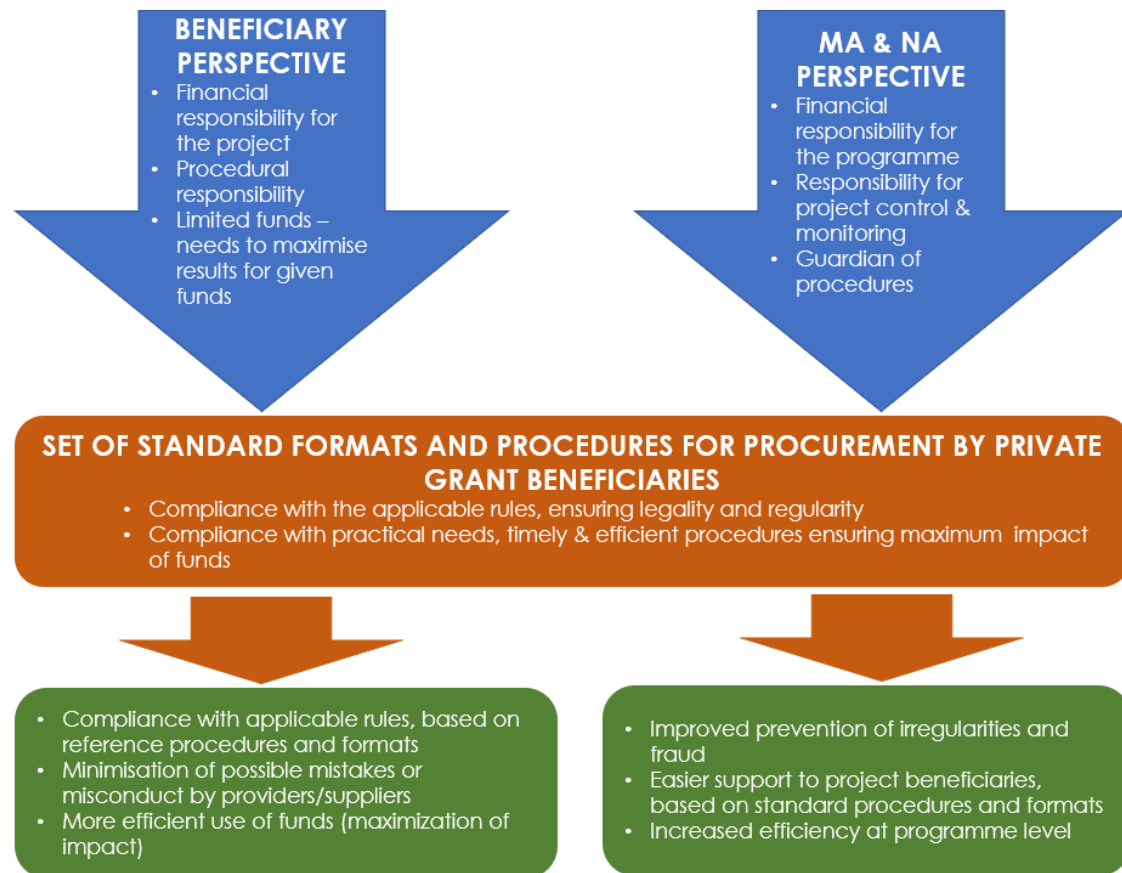 BENEFICIARY
PERSPECTIVE
• Financial
responsibility for
the project
• Procedural
responsibility
• Limited funds –
needs to maximise
results for given
funds
MA & NA
PERSPECTIVE
• Financial
responsibility for
the programme
• Responsibility for
project control &
monitoring
• Guardian of
procedures
SET OF STANDARD FORMATS AND PROCEDURES FOR PROCUREMENT BY PRIVATE
GRANT BENEFICIARIES
• Compliance with the applicable rules, ensuring legality and regularity
• Compliance with practical needs, timely & efficient procedures ensuring maximum impact
of funds
• Compliance with applicable rules, based on
reference procedures and formats
• Minimisation of possible mistakes or
misconduct by providers/suppliers
• More efficient use of funds (maximization of
impact)
• Improved prevention of irregularities and
fraud
• Easier support to project beneficiaries,
based on standard procedures and formats
• Increased efficiency at programme level